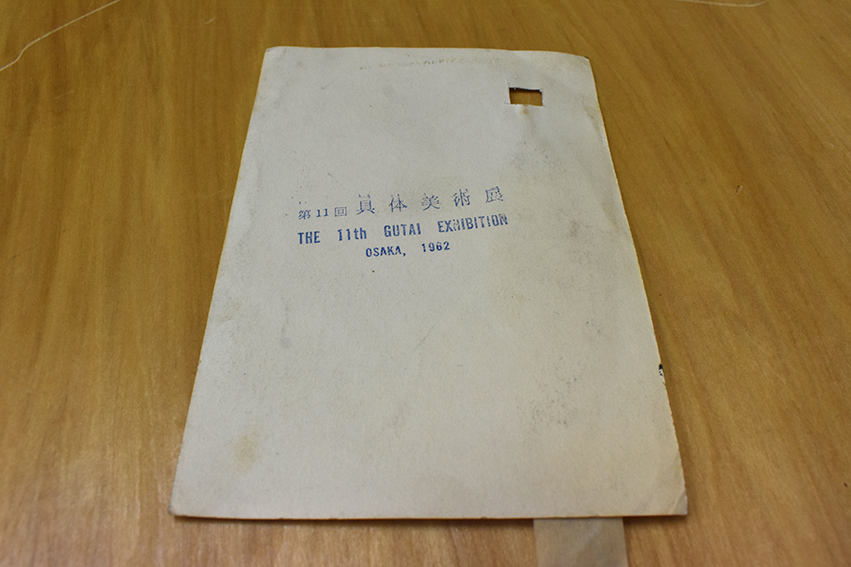 第11回 具体美術展
THE 11th GUTAI EXHIBITION
OSAKA, 1962